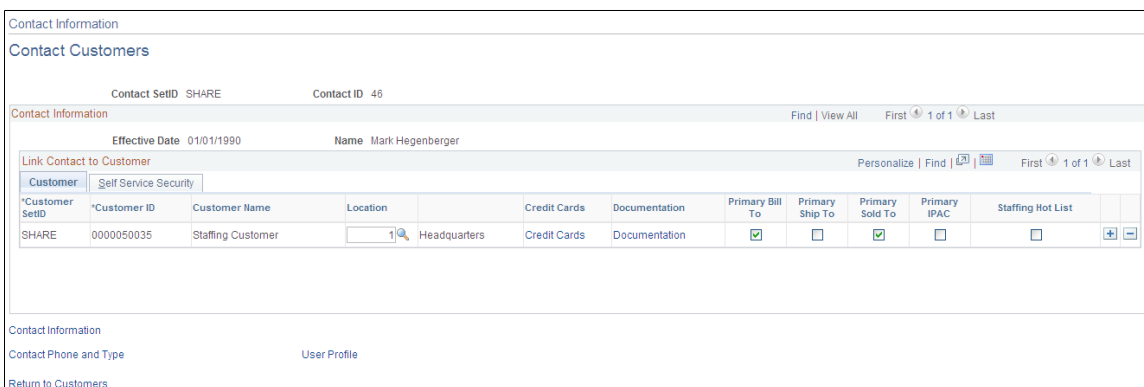 Contact Information
Contact Customers
Contact SetID SHARE Contact ID 46
Contact Information Find | View All First 1 of 1 Last
Effective Date 01/01/1990 Name Mark Hegenberger
Link Contact to Customer Personalize | Find | | First 1 of 1 Last
Customer Self Service Security
*Customer SetID *Customer ID Customer Name Location Credit Cards Documentation Primary Bill To Primary Ship To Primary Sold To Primary IPAC Staffing Hot List
SHARE 0000050035 Staffing Customer 1 Headquarters Credit Cards Documentation
Contact Information
Contact Phone and Type User Profile
Return to Customers